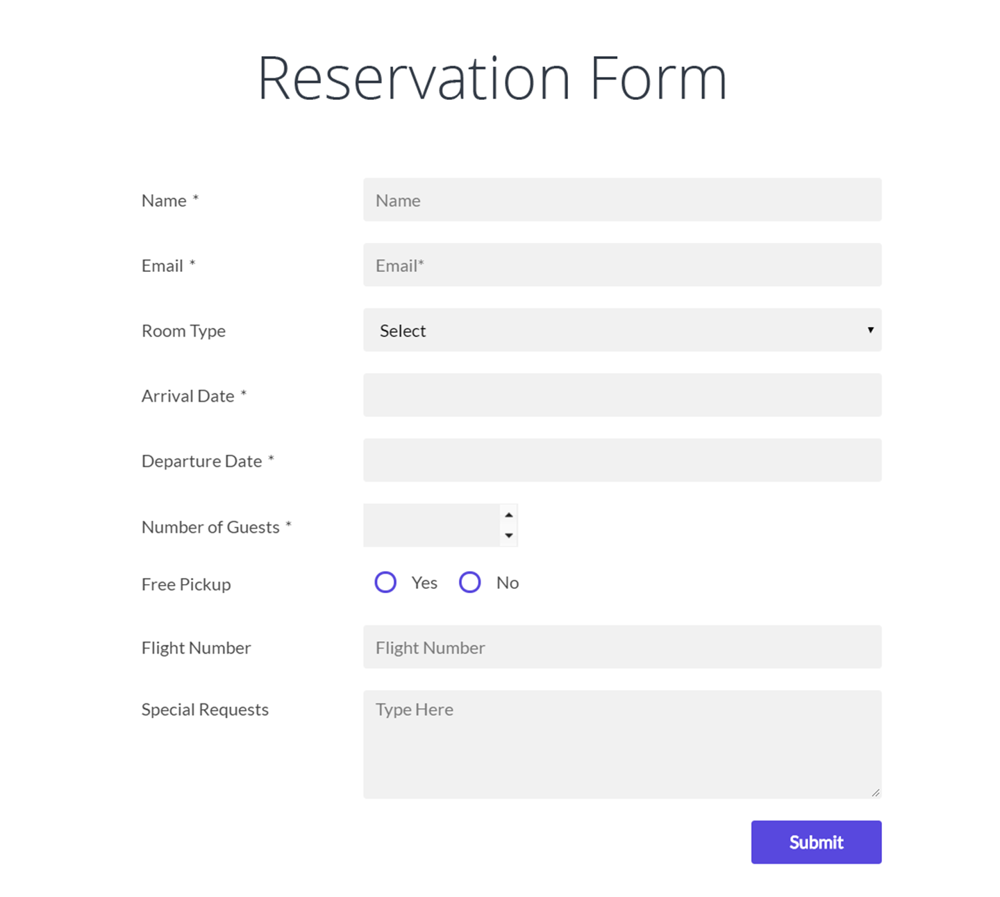 Reservation Form
Name * Name
Email * Email*
Room Type Select
Arrival Date *
Departure Date *
Number of Guests *
Free Pickup Yes No
Flight Number Flight Number
Special Requests Type Here
Submit